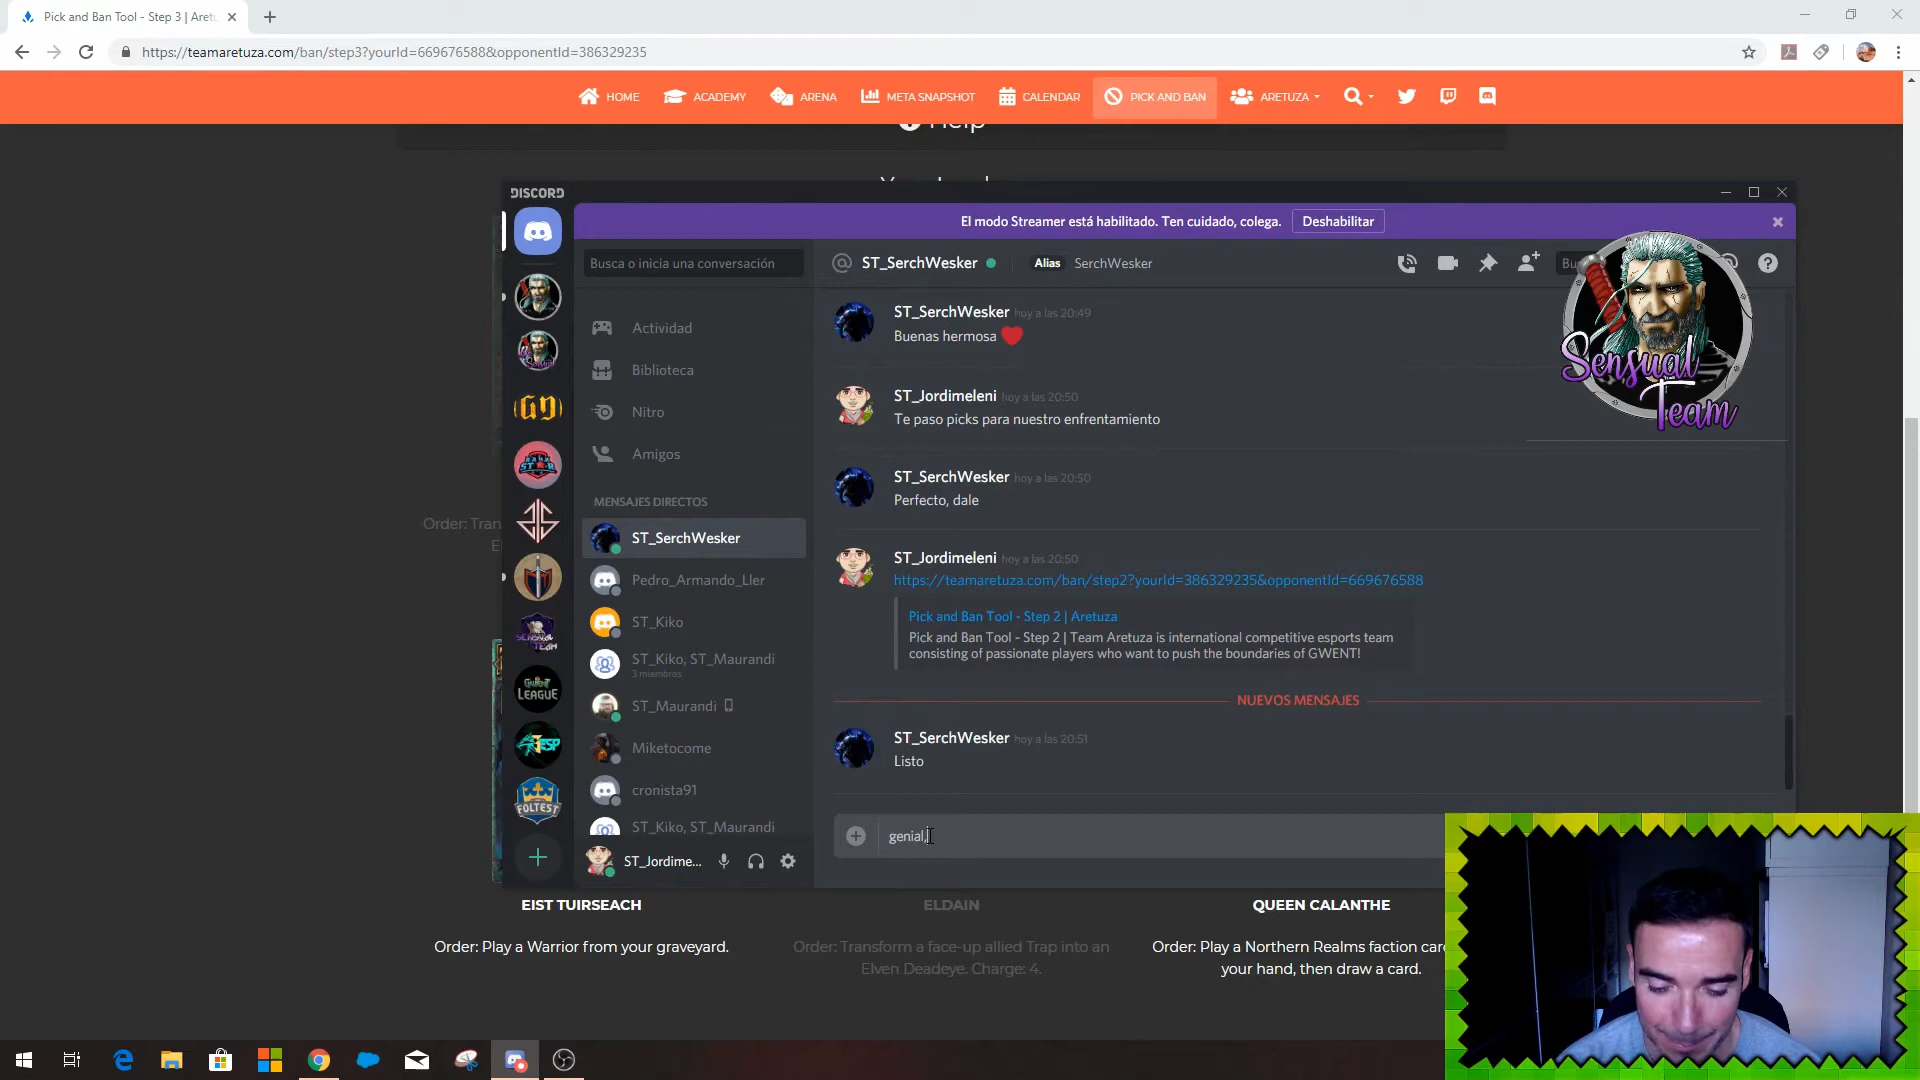 Pick and Ban Tool - Step 3 | Aretu
https://teamaretuza.com/ban/step3?yourId=669676588&opponentId=386329235
HOME
ACADEMY
ARENA
META SNAPSHOT
CALENDAR
PICK AND BAN
ARETUZA
Help
DISCORD
El modo Streamer está habilitado. Ten cuidado, colega.
Deshabilitar
Busca o inicia una conversación
@ ST_SerchWesker
Alias SerchWesker
Actividad
Biblioteca
Nitro
Amigos
MENSAJES DIRECTOS
ST_SerchWesker
Pedro_Armando_Ller
ST_Kiko
ST_Kiko, ST_Maurandi
3 miembros
ST_Maurandi
Miketocome
cronista91
ST_Kiko, ST_Maurandi
ST_Jordime...
ST_SerchWesker hoy a las 20:49
Buenas hermosa
ST_Jordimeleni hoy a las 20:50
Te paso picks para nuestro enfrentamiento
ST_SerchWesker hoy a las 20:50
Perfecto, dale
ST_Jordimeleni hoy a las 20:50
https://teamaretuza.com/ban/step2?yourId=386329235&opponentId=669676588
Pick and Ban Tool - Step 2 | Aretuza
Pick and Ban Tool - Step 2 | Team Aretuza is international competitive esports team
consisting of passionate players who want to push the boundaries of GWENT!
NUEVOS MENSAJES
ST_SerchWesker hoy a las 20:51
Listo
genial,
Sensual
Team
GWENT
LEAGUE
ESP
FOLTEST
Order: Tran
EIST TUIRSEACH
Order: Play a Warrior from your graveyard.
ELDAIN
Order: Transform a face-up allied Trap into an
Elven Deadeye. Charge: 4.
QUEEN CALANTHE
Order: Play a Northern Realms faction car
your hand, then draw a card.